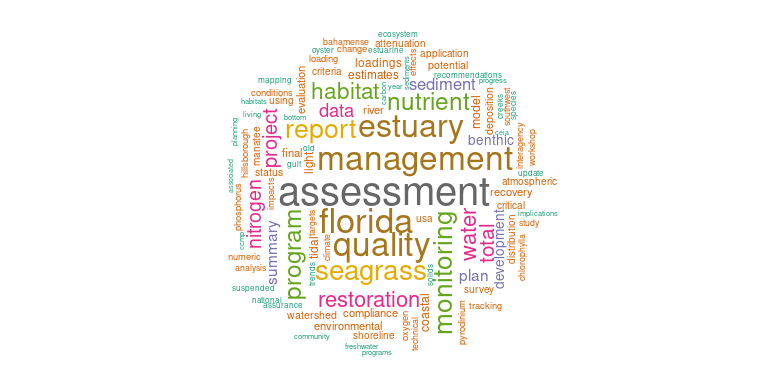 ecosystem
bahamense attenuation
oyster change estuarine
loading loadings effects application
criteria estimates sediments potential
mapping recommendations
conditions evaluation habitat carbon year sediment progress
habitats using data river nutrient model deposition creeks southwest species
living bottom
planning project report estuary benthic ceia interagency workshop
hillsborough manatee final old
gulf light management update
associated status atmospheric
impacts assessment recovery
phosphorus nitrogen critical
targets florida usa water implications
ccmp program tidal climate quality monitoring total development distribution study
numeric summary chlorophylla
analysis trends seagrass solids plan
suspended survey
national restoration coastal tracking
assurance
watershed compliance pyrodinium
environmental oxygen
community shoreline technical
freshwater
programs